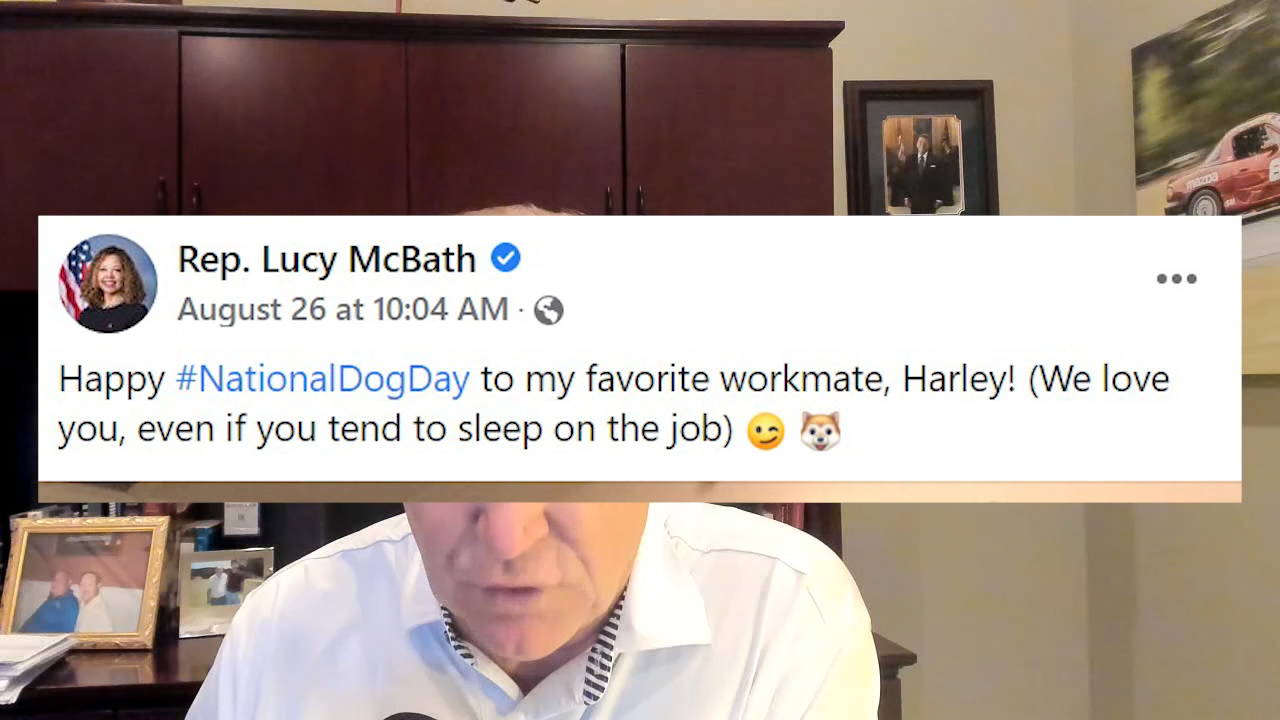 Rep. Lucy McBath
August 26 at 10:04 AM ·
Happy #NationalDogDay to my favorite workmate, Harley! (We love
you, even if you tend to sleep on the job) 😉 🐶
mazda